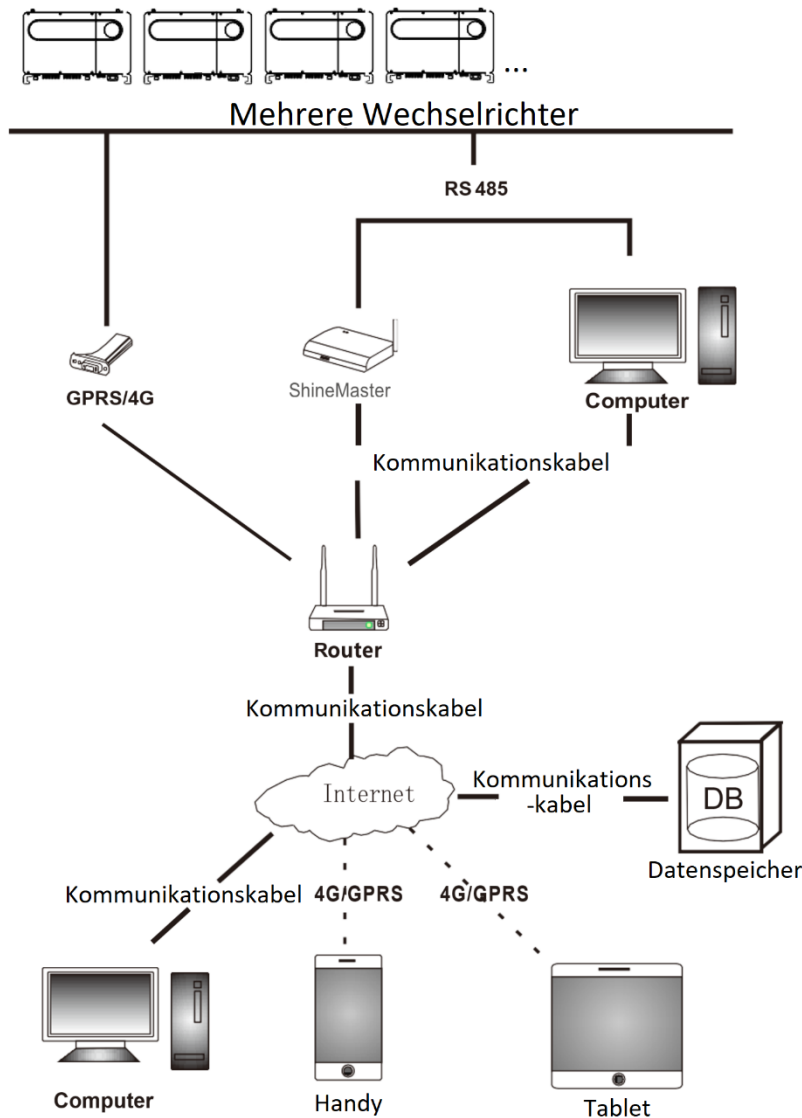 ...
Mehrere Wechselrichter
RS 485
GPRS/4G
ShineMaster
Computer
Kommunikationskabel
Router
Kommunikationskabel
Internet
Kommunikations
-kabel
DB
Datenspeicher
Kommunikationskabel
4G/GPRS
4G/GPRS
Computer
Handy
Tablet